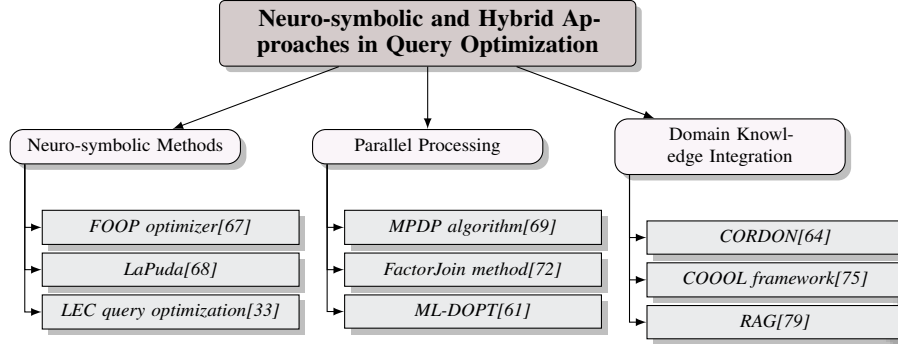 Neuro-symbolic and Hybrid Ap-
proaches in Query Optimization
Neuro-symbolic Methods
FOOP optimizer[67]
LaPuda[68]
LEC query optimization[33]
Parallel Processing
MPDP algorithm[69]
FactorJoin method[72]
ML-DOPT[61]
Domain Knowl-
edge Integration
CORDON[64]
COOOL framework[75]
RAG[79]